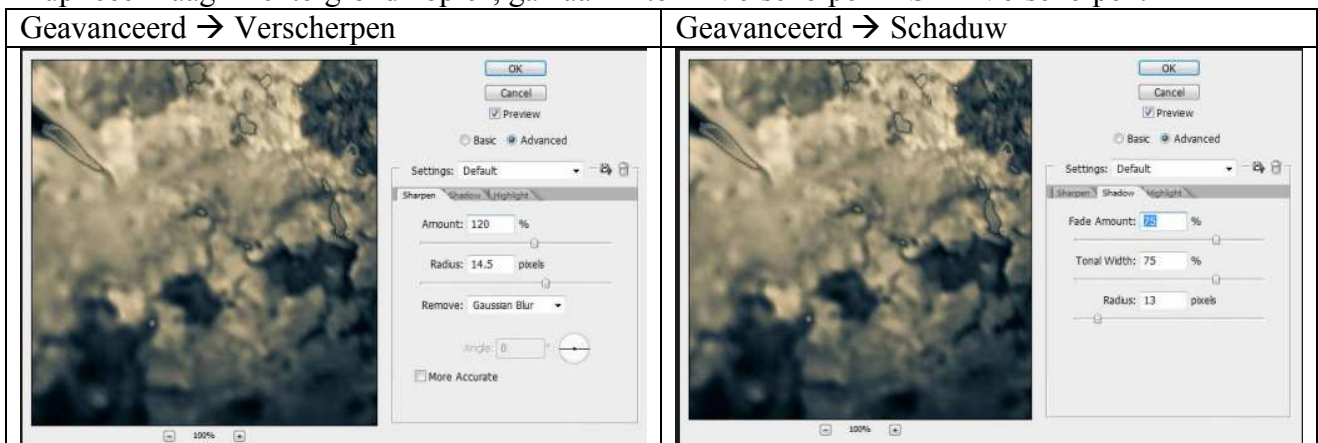 Geavanceerd → Verscherpen
OK
Cancel
Preview
Basic Advanced
Settings: Default
Sharpen Shadow Highlight
Amount: 120 %
Radius: 14.5 pixels
Remove: Gaussian Blur
Angle: 0 °
More Accurate
100%
Geavanceerd → Schaduw
OK
Cancel
Preview
Basic Advanced
Settings: Default
Sharpen Shadow Highlight
Fade Amount: 75 %
Tonal Width: 75 %
Radius: 13 pixels
100%